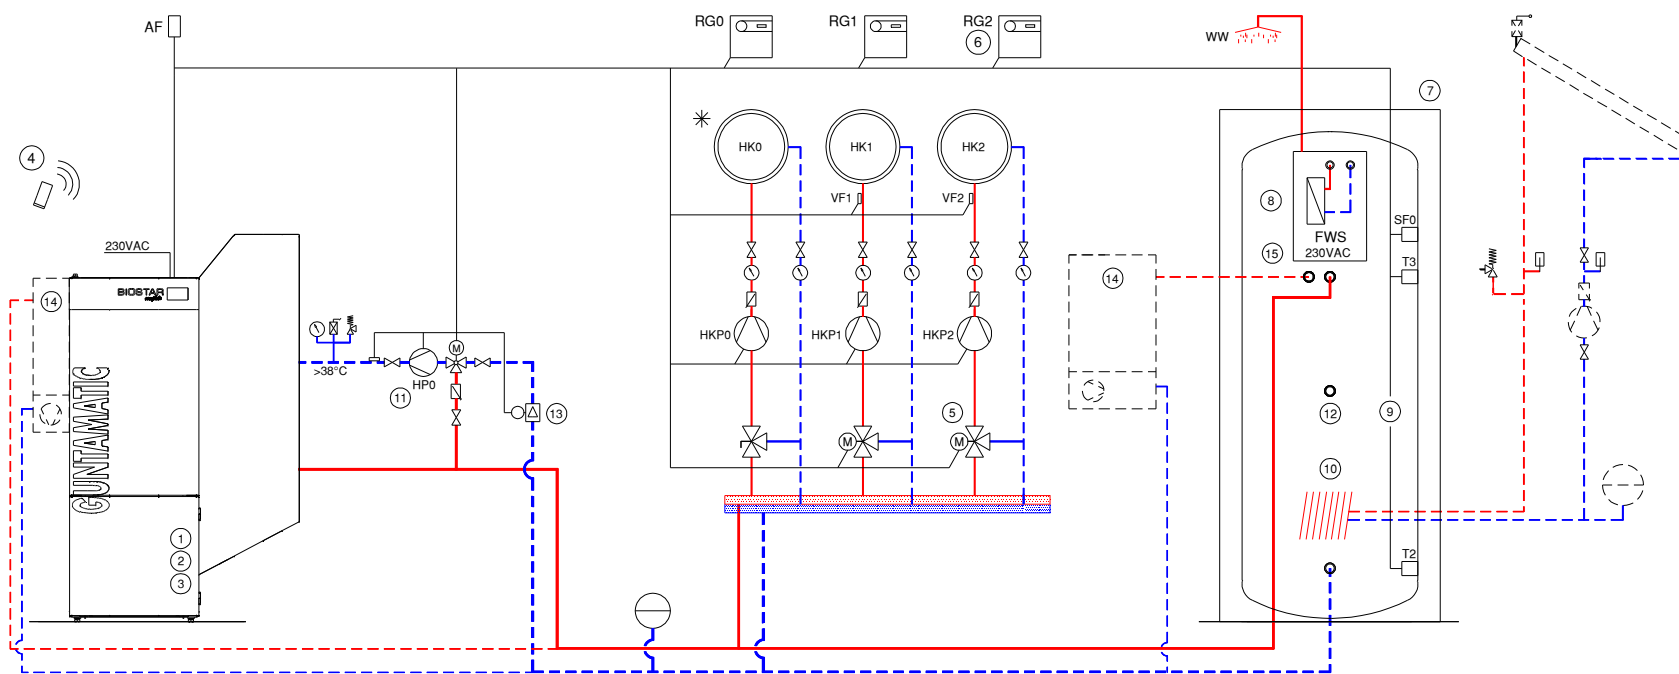 AF
RG0
RG1
RG2
6
WW
7
4
HK0
HK1
HK2
VF1
VF2
8
FWS
230VAC
SF0
15
T3
230VAC
14
BIOSTAR
14
HKP0
HKP1
HKP2
M
>38°C
HP0
11
13
GUNTAMATIC
5
M
M
12
9
10
1
2
3
T2